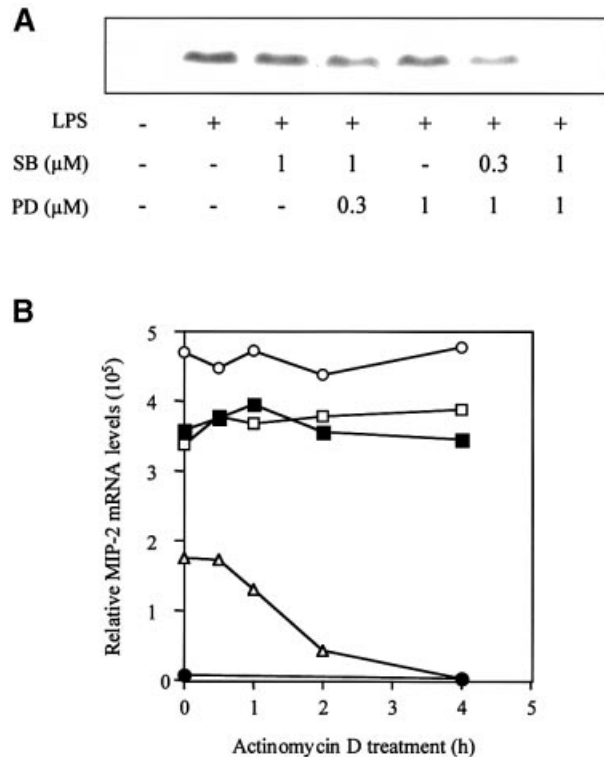 A
LPS - + + + + + +
SB (μM) - - 1 1 - 0.3 1
PD (μM) - - - 0.3 1 1 1
B
Relative MIP-2 mRNA levels (10⁵)
5
4
3
2
1
0
0 1 2 3 4 5
Actinomycin D treatment (h)